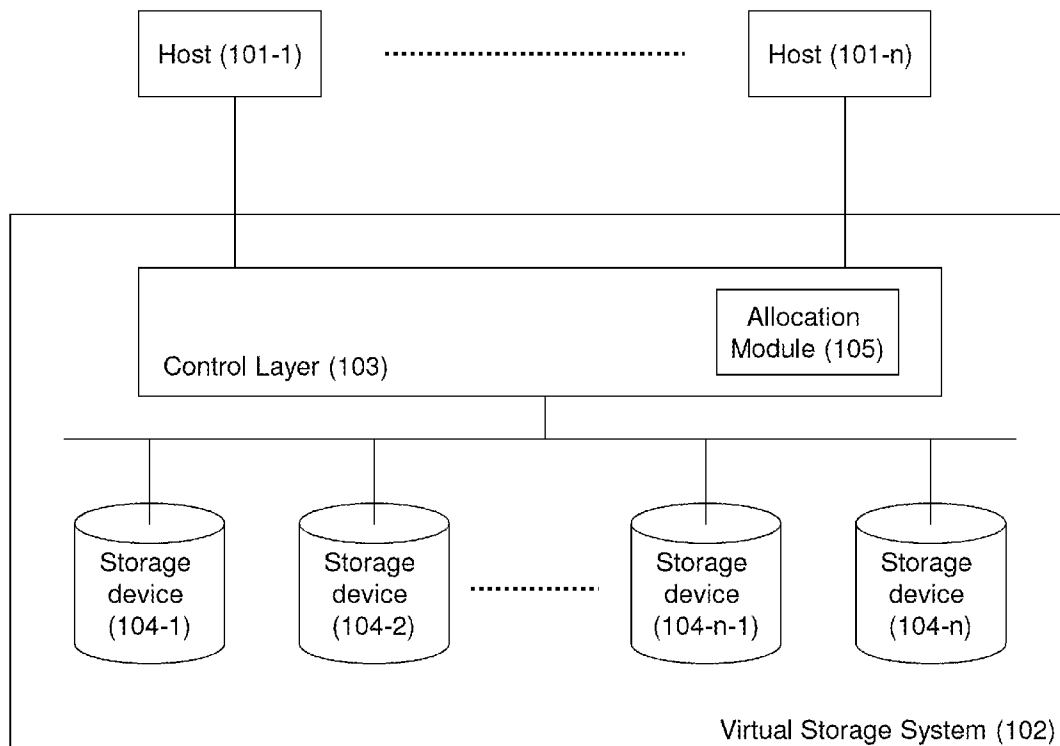 Host (101-1)
Host (101-n)
Allocation
Module (105)
Control Layer (103)
Storage
device
(104-1)
Storage
device
(104-2)
Storage
device
(104-n-1)
Storage
device
(104-n)
Virtual Storage System (102)